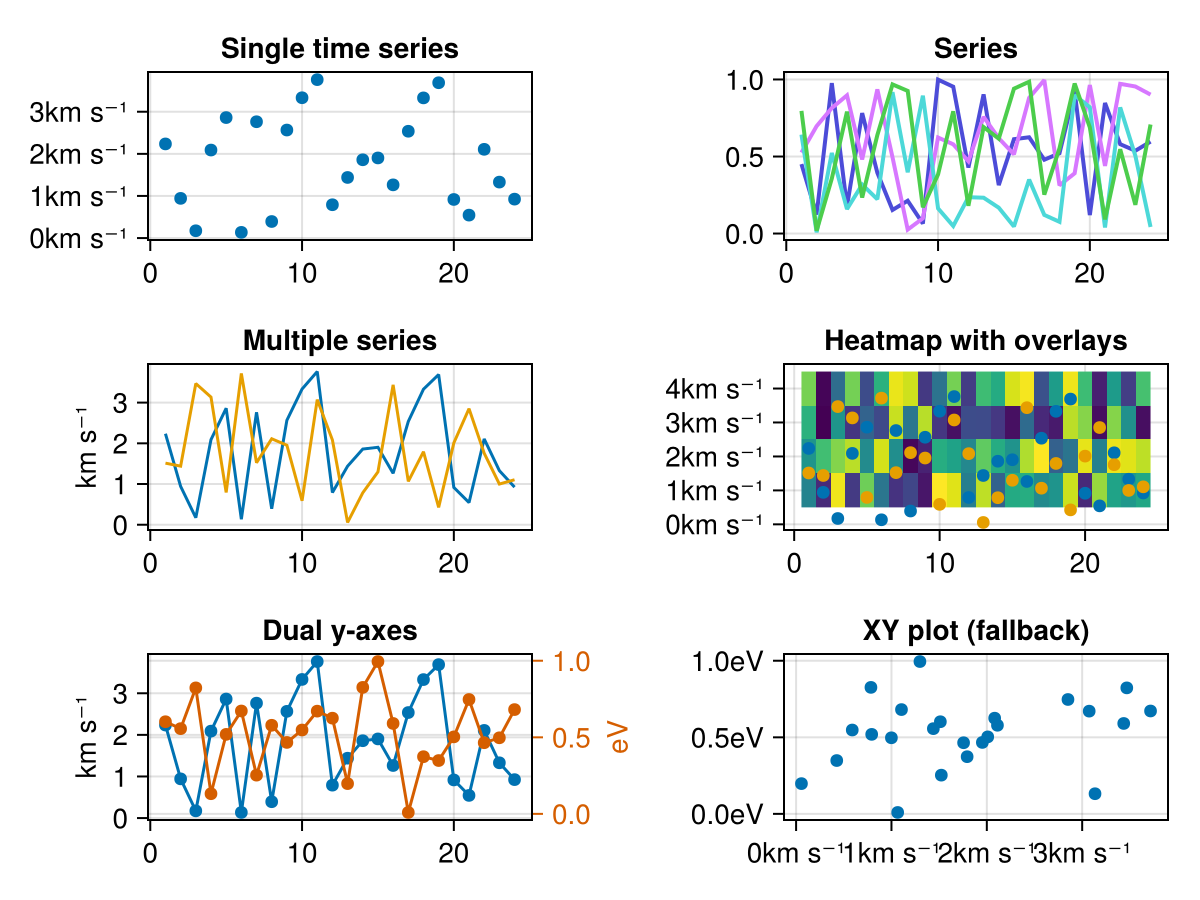 Single time series
3km s⁻¹
2km s⁻¹
1km s⁻¹
0km s⁻¹
0 10 20
Series
1.0
0.5
0.0
0 10 20
Multiple series
km s⁻¹
3
2
1
0
0 10 20
Heatmap with overlays
4km s⁻¹
3km s⁻¹
2km s⁻¹
1km s⁻¹
0km s⁻¹
0 10 20
Dual y-axes
km s⁻¹
3
2
1
0
0 10 20
1.0
0.5
0.0
eV
XY plot (fallback)
1.0eV
0.5eV
0.0eV
0km s⁻¹ 1km s⁻¹ 2km s⁻¹ 3km s⁻¹